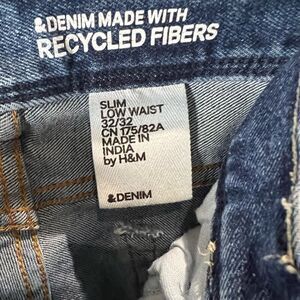 &DENIM MADE WITH
RECYCLED FIBERS
SLIM
LOW WAIST
32/32
CN 175/82A
MADE IN
INDIA
by H&M
&DENIM